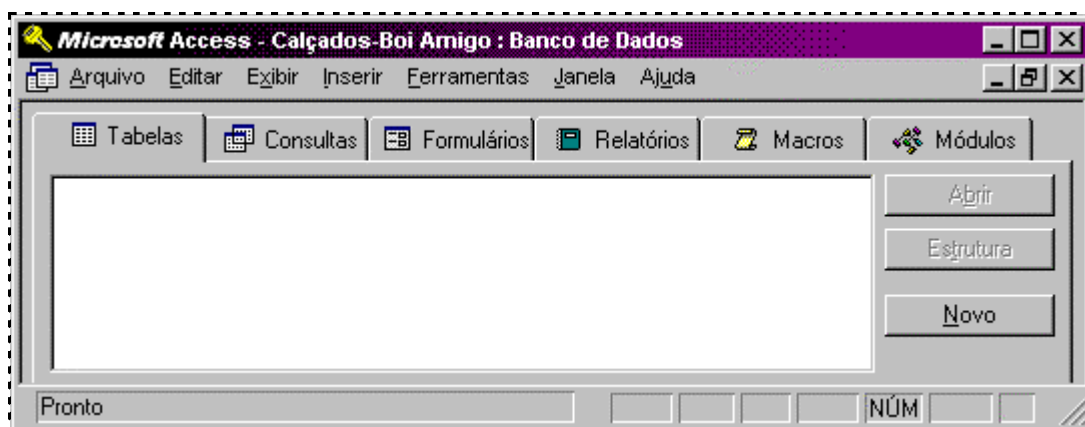 Microsoft Access - Calçados-Boi Amigo : Banco de Dados
Arquivo Editar Exibir Inserir Ferramentas Janela Ajuda
Tabelas Consultas Formulários Relatórios Macros Módulos
Abrir
Estrutura
Novo
Pronto NÚM